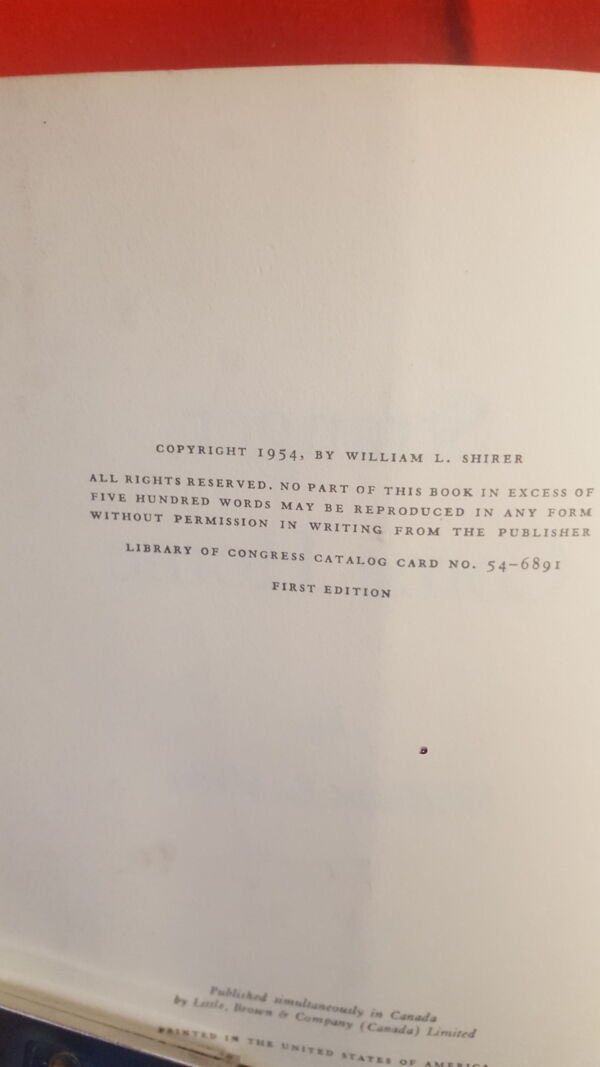 COPYRIGHT 1954, BY WILLIAM L. SHIRER
ALL RIGHTS RESERVED. NO PART OF THIS BOOK IN EXCESS OF
FIVE HUNDRED WORDS MAY BE REPRODUCED IN ANY FORM
WITHOUT PERMISSION IN WRITING FROM THE PUBLISHER
LIBRARY OF CONGRESS CATALOG CARD NO. 54-6891
FIRST EDITION
Published simultaneously in Canada
by Little, Brown & Company (Canada) Limited
PRINTED IN THE UNITED STATES OF AMERICA